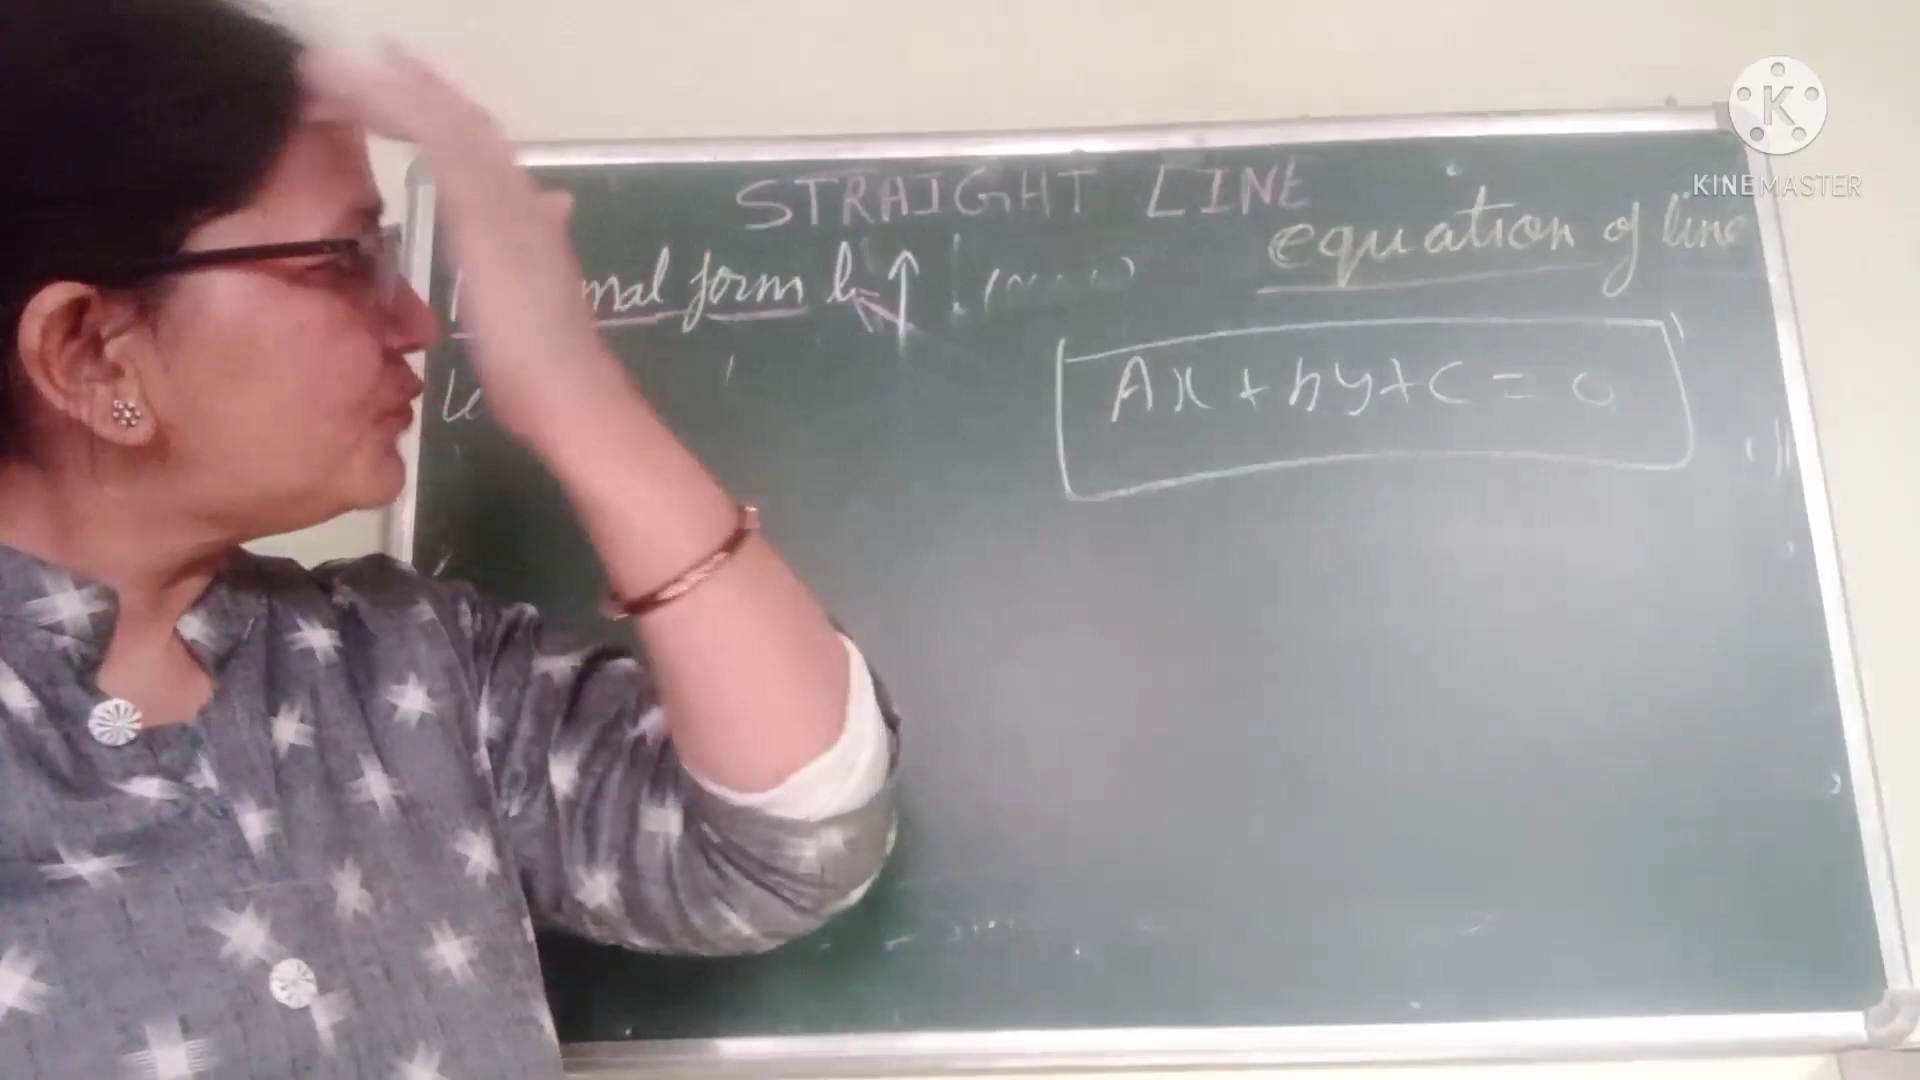 STRAIGHT LINE
equation of line
mal form
Ax + by + C = 0
K
KINEMASTER